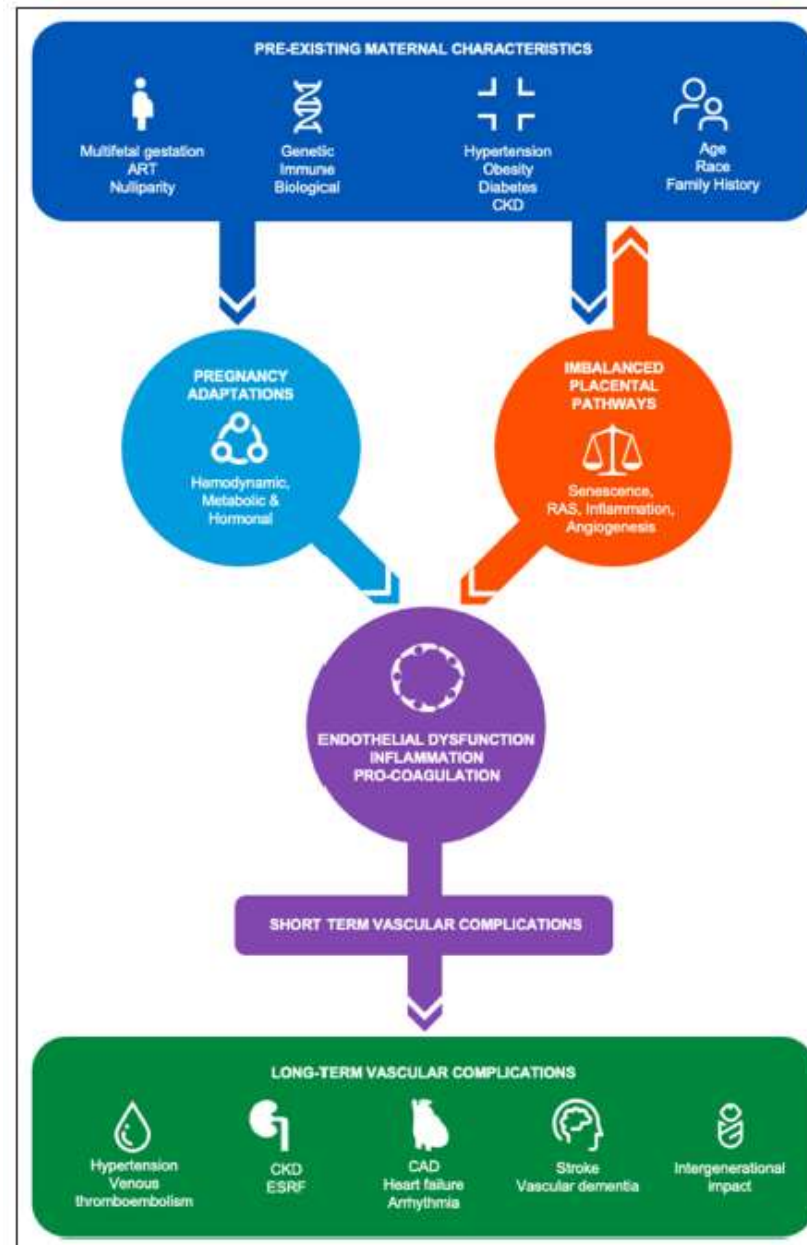 PRE-EXISTING MATERNAL CHARACTERISTICS
Multifetal gestation
ART
Nulliparity
Genetic
Immune
Biological
Hypertension
Obesity
Diabetes
CKD
Age
Race
Family History
PREGNANCY
ADAPTATIONS
Hemodynamic,
Metabolic &
Hormonal
IMBALANCED
PLACENTAL
PATHWAYS
Senescence,
RAS, Inflammation,
Angiogenesis
ENDOTHELIAL DYSFUNCTION
INFLAMMATION
PRO-COAGULATION
SHORT TERM VASCULAR COMPLICATIONS
LONG-TERM VASCULAR COMPLICATIONS
Hypertension
Venous
thromboembolism
CKD
ESRF
CAD
Heart failure
Arrhythmia
Stroke
Vascular dementia
Intergenerational
impact